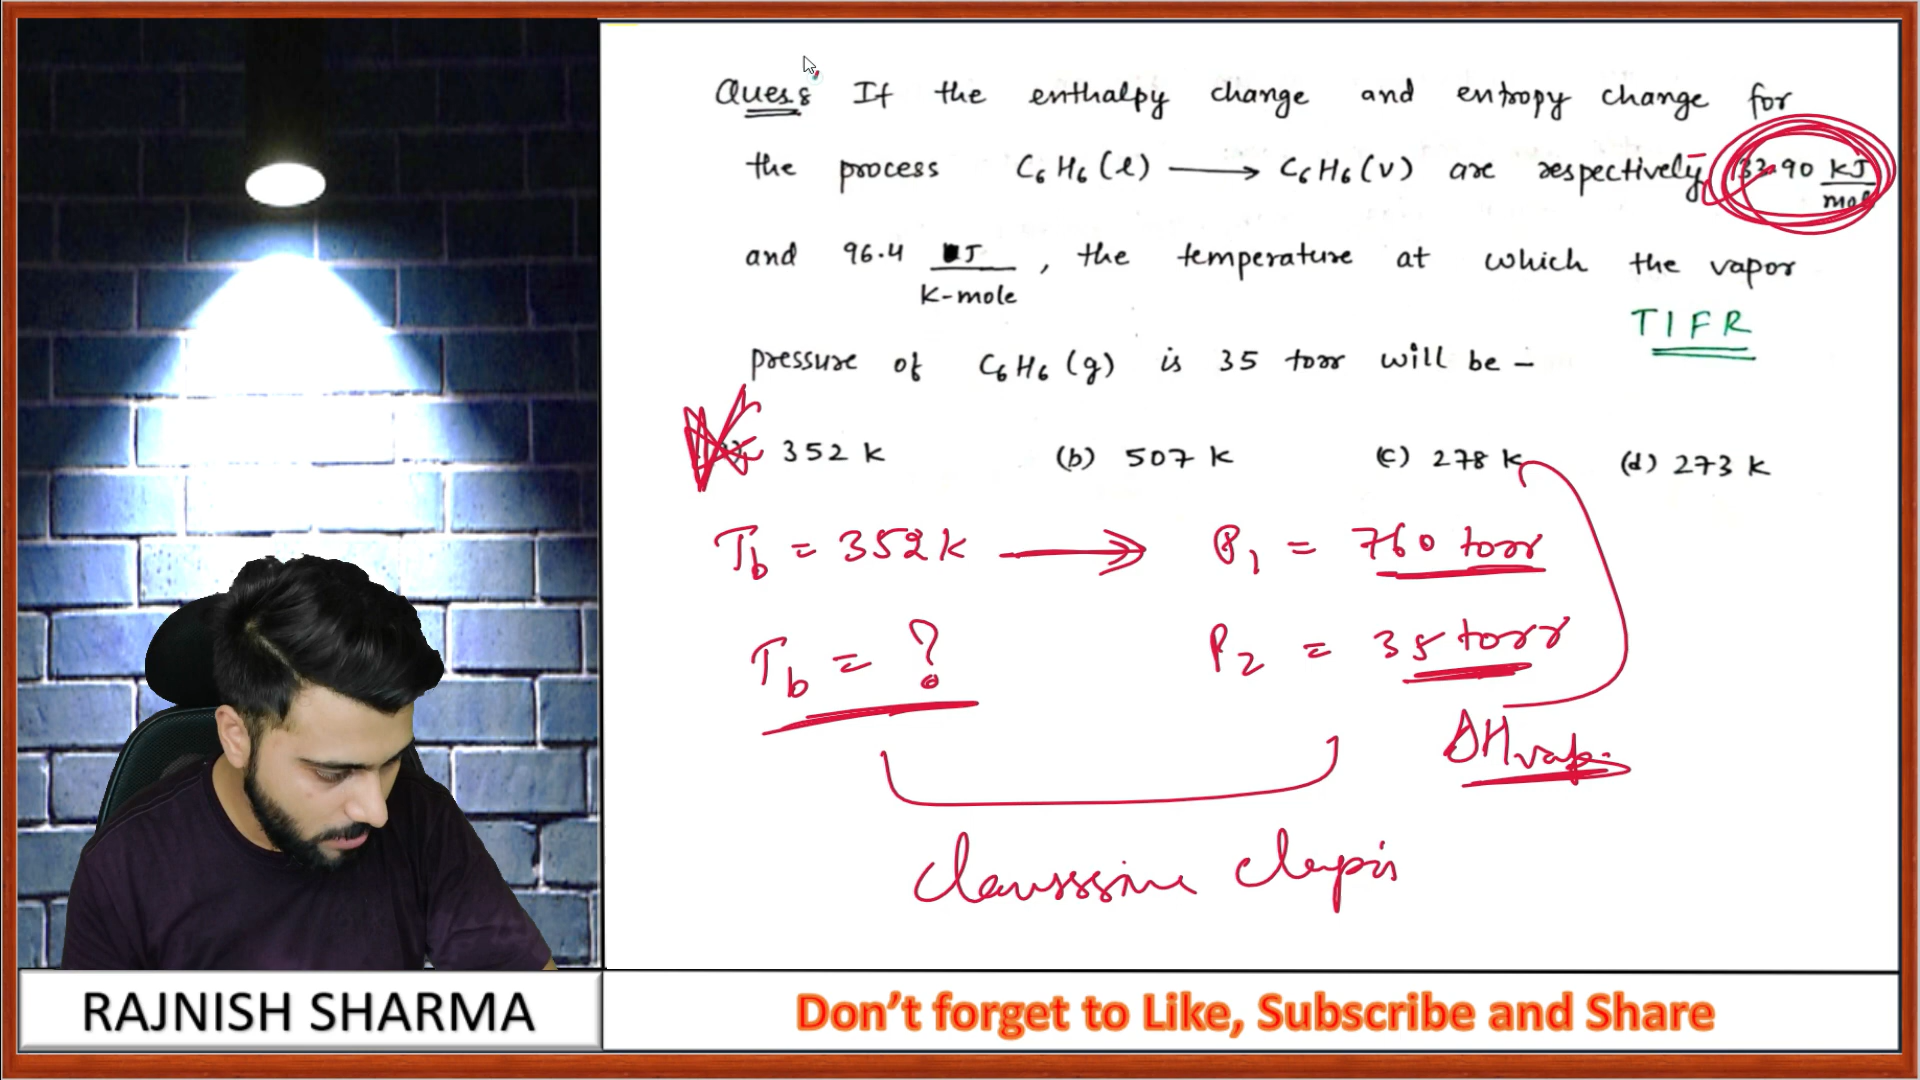 Ques: If the enthalpy change and entropy change for
the process C₆H₆(l) ⟶ C₆H₆(v) are respectively 33.90 KJ/mol
and 96.4 J/K-mole, the temperature at which the vapor
pressure of C₆H₆(g) is 35 torr will be –
TIFR
352 K (b) 507 K (c) 278 K (d) 273 K
T_b = 352 K ⟶ P₁ = 760 torr
T_b = ? P₂ = 35 torr
ΔHvap.
RAJNISH SHARMA
Don't forget to Like, Subscribe and Share